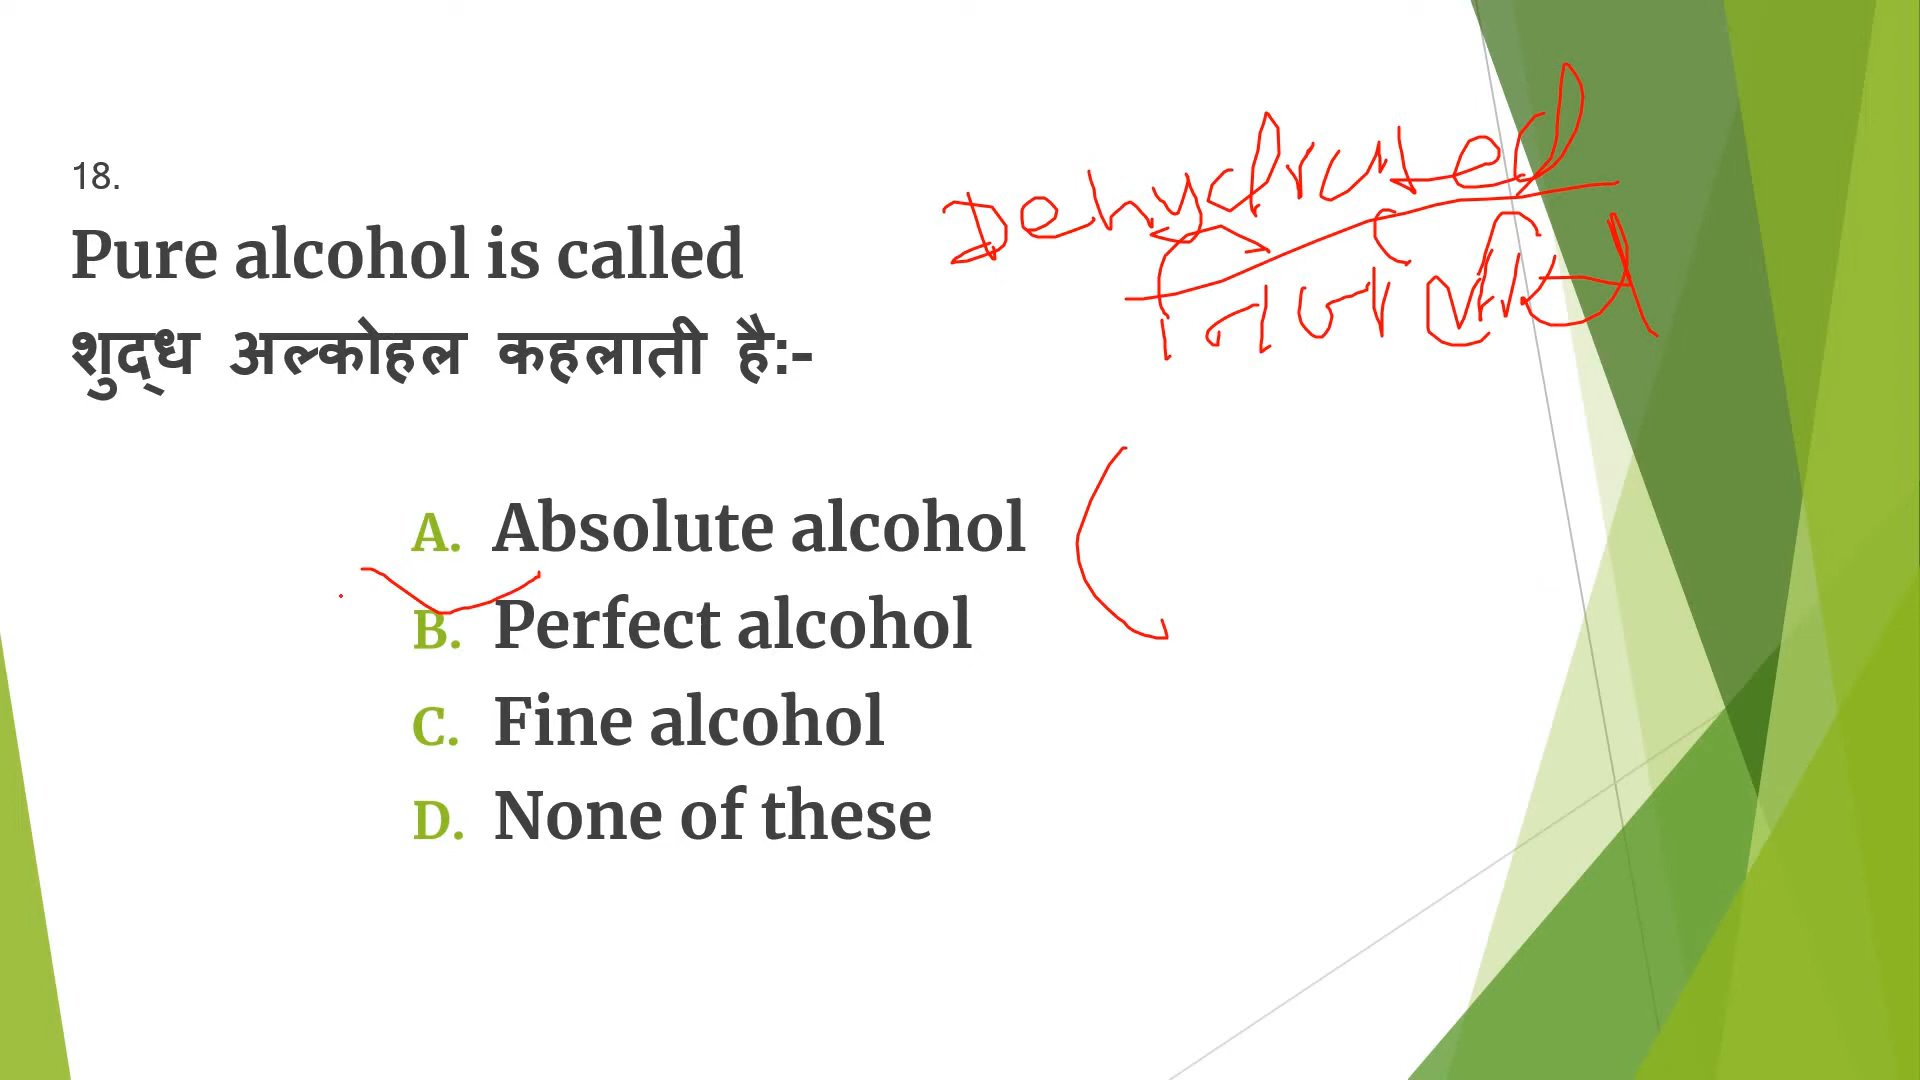 18.
Pure alcohol is called
शुद्ध अल्कोहल कहलाती है:-
Dehydrated
A. Absolute alcohol
B. Perfect alcohol
C. Fine alcohol
D. None of these